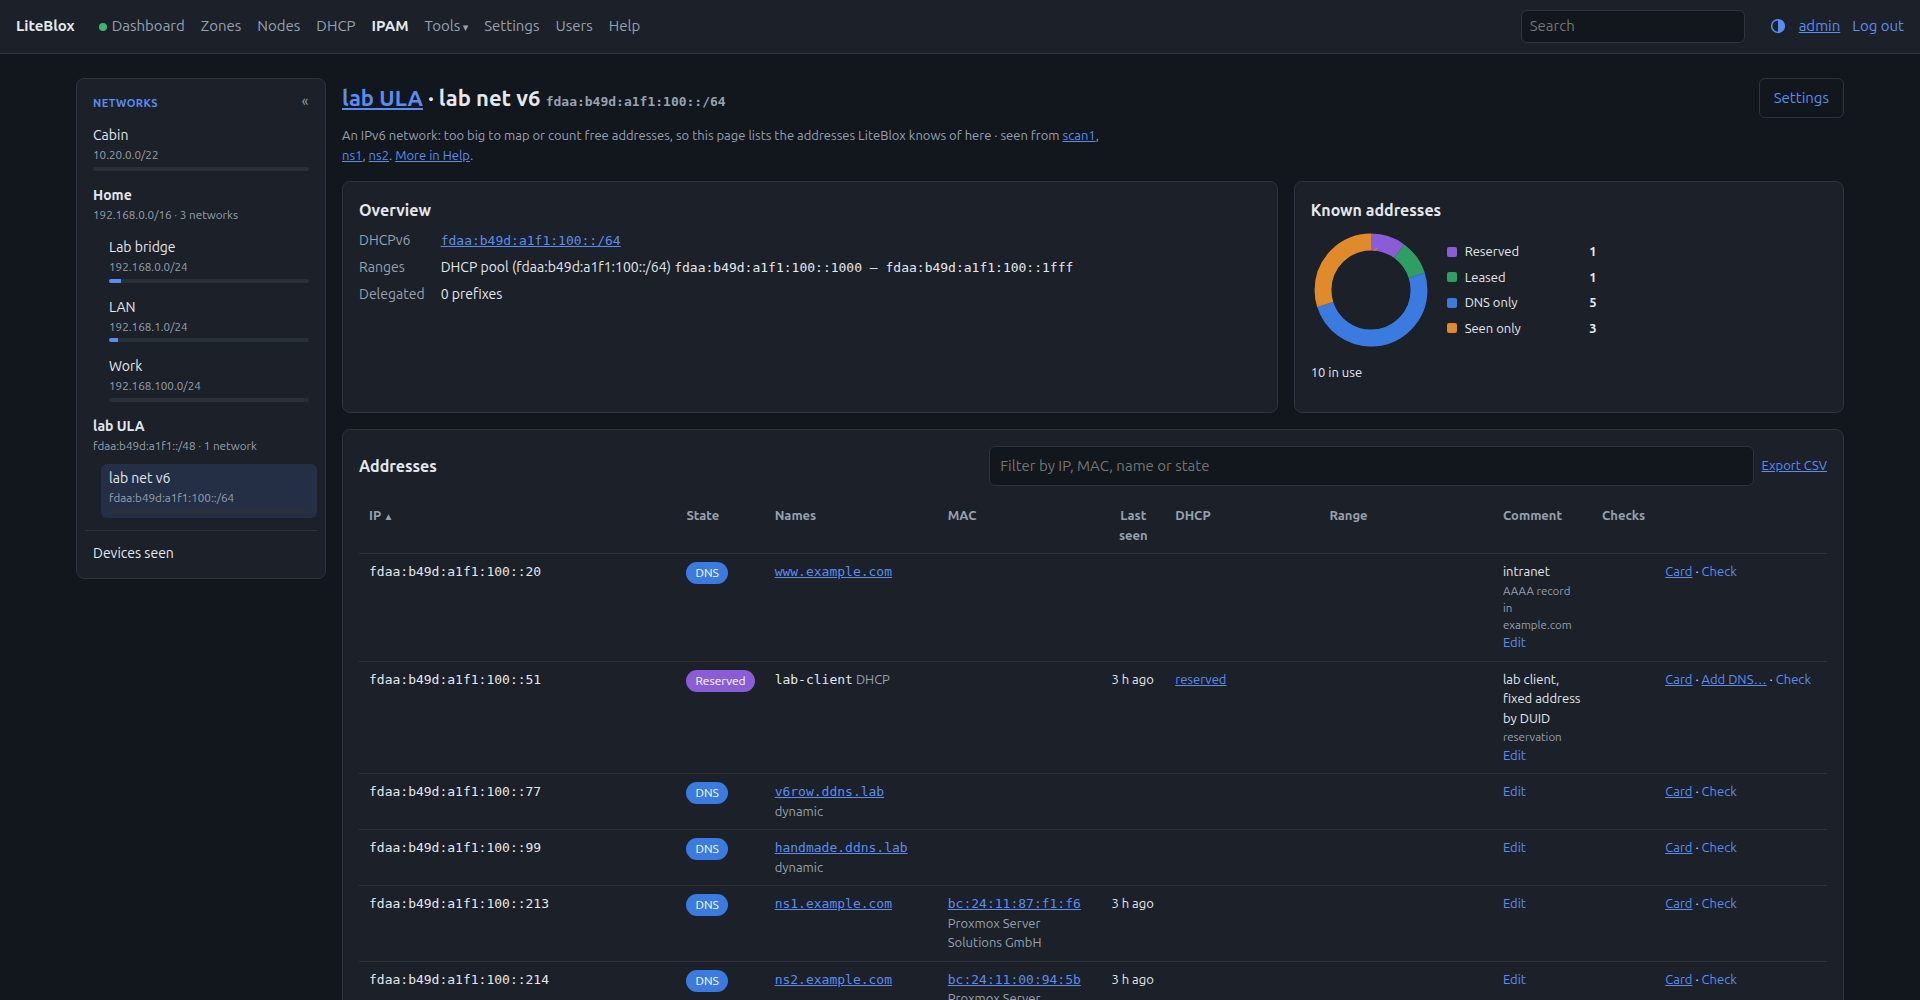 LiteBlox Dashboard Zones Nodes DHCP IPAM Tools ▾ Settings Users Help Search admin Log out
NETWORKS «
Cabin
10.20.0.0/22
Home
192.168.0.0/16 · 3 networks
Lab bridge
192.168.0.0/24
LAN
192.168.1.0/24
Work
192.168.100.0/24
lab ULA
fdaa:b49d:a1f1::/48 · 1 network
lab net v6
fdaa:b49d:a1f1:100::/64
Devices seen
lab ULA · lab net v6 fdaa:b49d:a1f1:100::/64
Settings
An IPv6 network: too big to map or count free addresses, so this page lists the addresses LiteBlox knows of here · seen from scan1,
ns1, ns2. More in Help.
Overview
DHCPv6 fdaa:b49d:a1f1:100::/64
Ranges DHCP pool (fdaa:b49d:a1f1:100::/64) fdaa:b49d:a1f1:100::1000 – fdaa:b49d:a1f1:100::1fff
Delegated 0 prefixes
Known addresses
Reserved 1
Leased 1
DNS only 5
Seen only 3
10 in use
Addresses
Filter by IP, MAC, name or state
Export CSV
IP ▴ State Names MAC Last seen DHCP Range Comment Checks
fdaa:b49d:a1f1:100::20 DNS www.example.com intranet Card · Check
AAAA record
in
example.com
Edit
fdaa:b49d:a1f1:100::51 Reserved lab-client DHCP 3 h ago reserved lab client, Card · Add DNS… · Check
fixed address
by DUID
reservation
Edit
fdaa:b49d:a1f1:100::77 DNS v6row.ddns.lab Edit Card · Check
dynamic
fdaa:b49d:a1f1:100::99 DNS handmade.ddns.lab Edit Card · Check
dynamic
fdaa:b49d:a1f1:100::213 DNS ns1.example.com bc:24:11:87:f1:f6 3 h ago Edit Card · Check
Proxmox Server
Solutions GmbH
fdaa:b49d:a1f1:100::214 DNS ns2.example.com bc:24:11:00:94:5b 3 h ago Edit Card · Check
Proxmox Server